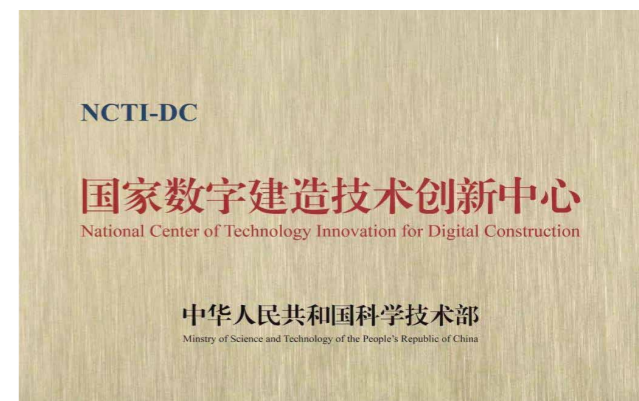 NCTI-DC
国家数字建造技术创新中心
National Center of Technology Innovation for Digital Construction
中华人民共和国科学技术部
Minstry of Science and Technology of the People's Republic of China